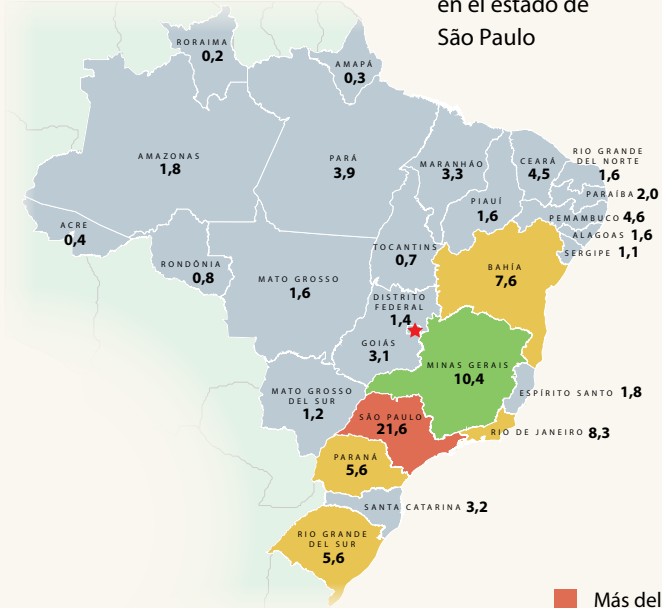 en el estado de
São Paulo
RORAIMA
0,2
AMAPÁ
0,3
AMAZONAS
1,8
PARÁ
3,9
MARANHÁO
3,3
CEARÁ
4,5
RIO GRANDE
DEL NORTE
1,6
PARAÍBA 2,0
PIAUÍ
1,6
PEMAMBUCO 4,6
ALAGOAS 1,6
SERGIPE 1,1
ACRE
0,4
RONDÔNIA
0,8
TOCANTINS
0,7
MATO GROSSO
1,6
BAHÍA
7,6
DISTRITO
FEDERAL
1,4
GOIÁS
3,1
MINAS GERAIS
10,4
ESPÍRITO SANTO 1,8
MATO GROSSO
DEL SUR
1,2
SÃO PAULO
21,6
RIO DE JANEIRO 8,3
PARANÁ
5,6
SANTA CATARINA 3,2
RIO GRANDE
DEL SUR
5,6
Más del